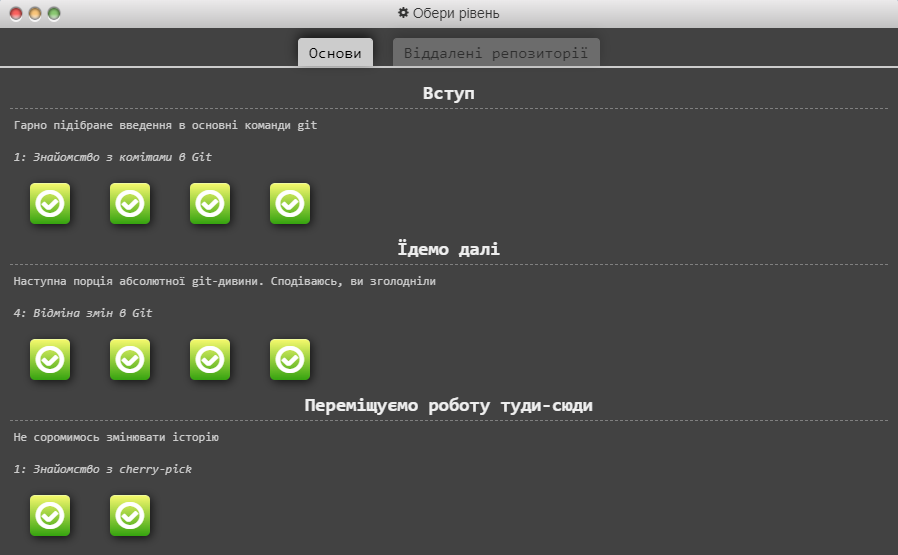 Обери рівень
Основи
Віддалені репозиторії
Вступ
Гарно підібране введення в основні команди git
1: Знайомство з комітами в Git
Їдемо далі
Наступна порція абсолютної git-дивини. Сподіваюсь, ви зголодніли
4: Відміна змін в Git
Переміщуємо роботу туди-сюди
Не соромимось змінювати історію
1: Знайомство з cherry-pick